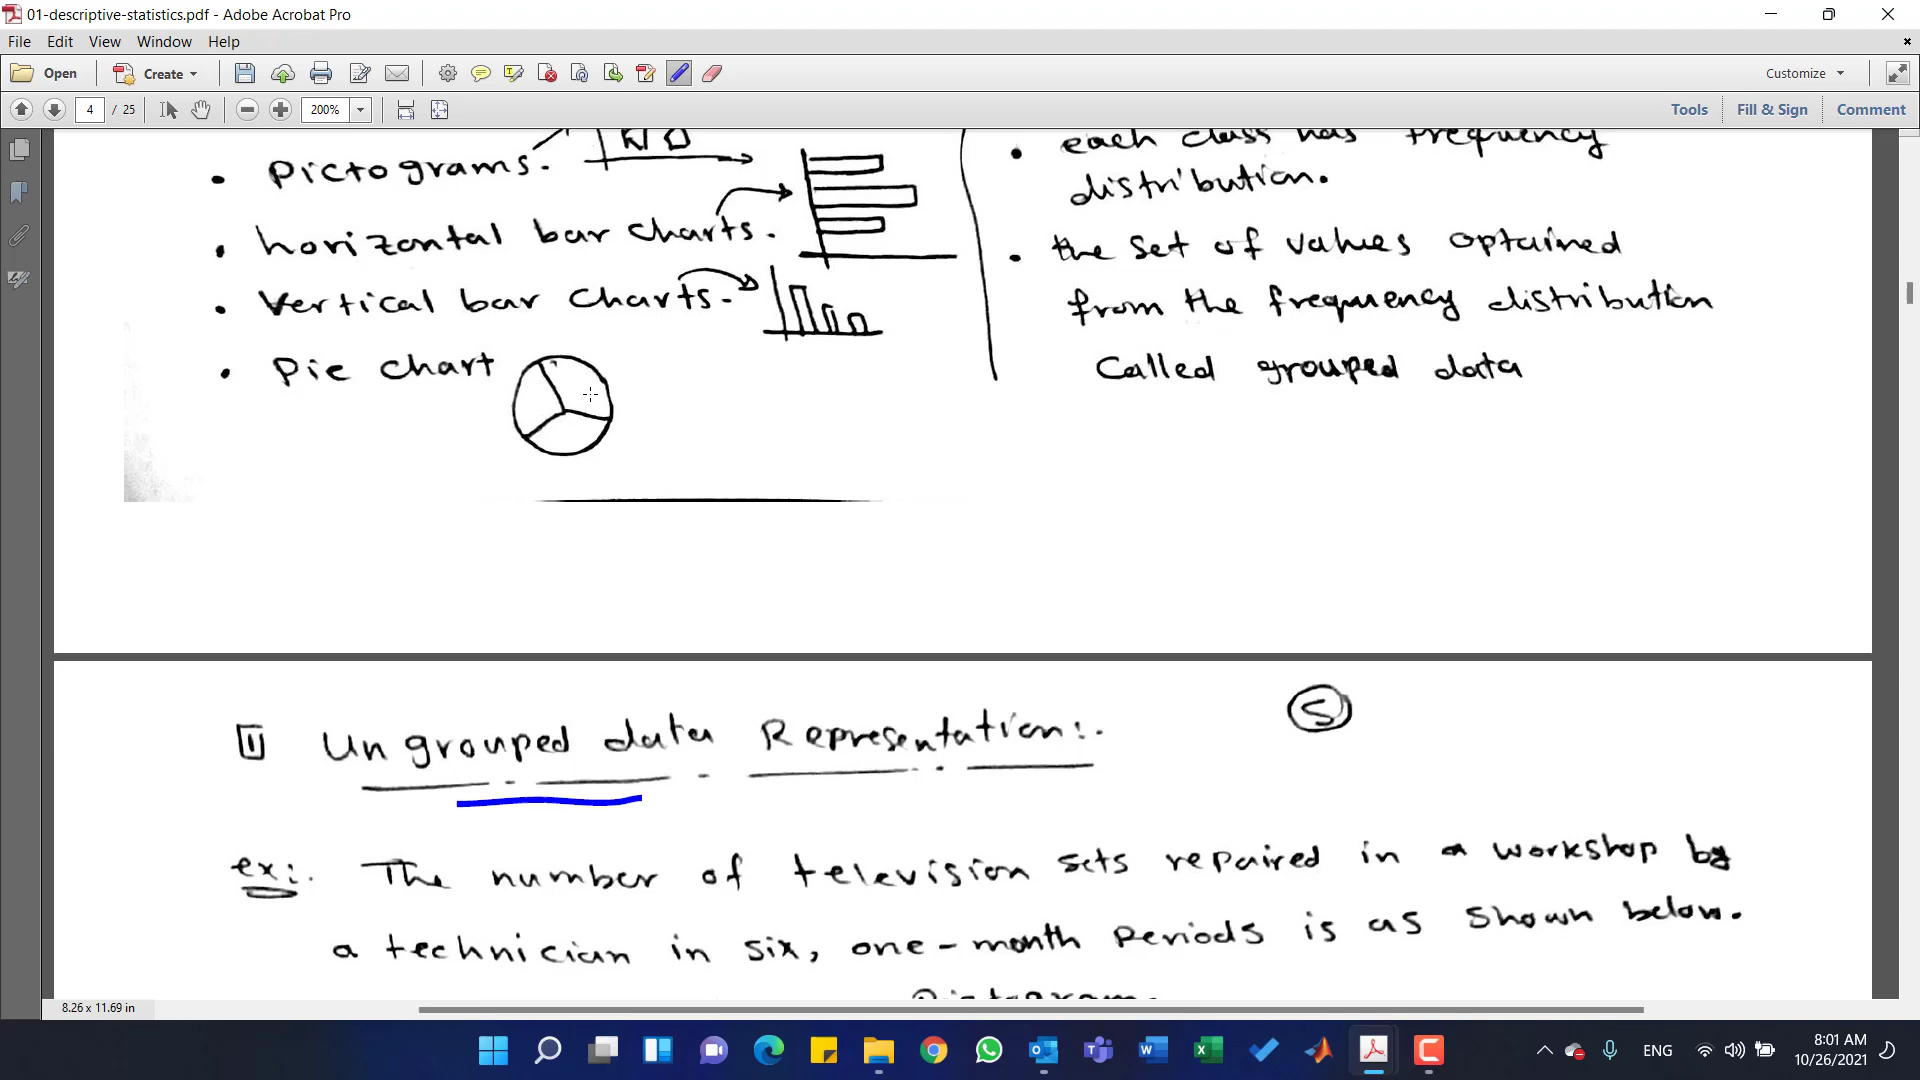 01-descriptive-statistics.pdf - Adobe Acrobat Pro
File Edit View Window Help
Open Create Customize
4 / 25 200% Tools Fill & Sign Comment
each class has frequency
• Pictograms.
• distribution.
• horizontal bar charts.
• the set of values optained
• Vertical bar charts.
from the frequency distribution
• Pie chart
Called grouped data
1 Un grouped data Representation:.
5
ex:. The number of television sets repaired in a workshop by
a technician in six, one-month periods is as shown below.
Pictogram
8.26 x 11.69 in
ENG
8:01 AM
10/26/2021